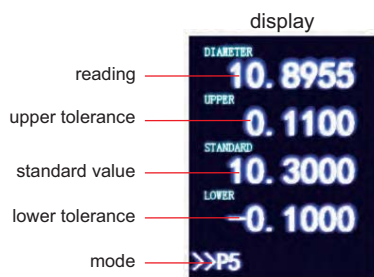 display
DIAMETER
reading 10.8955
UPPER
upper tolerance 0.1100
STANDARD
standard value 10.3000
LOWER
lower tolerance -0.1000
mode >>P5